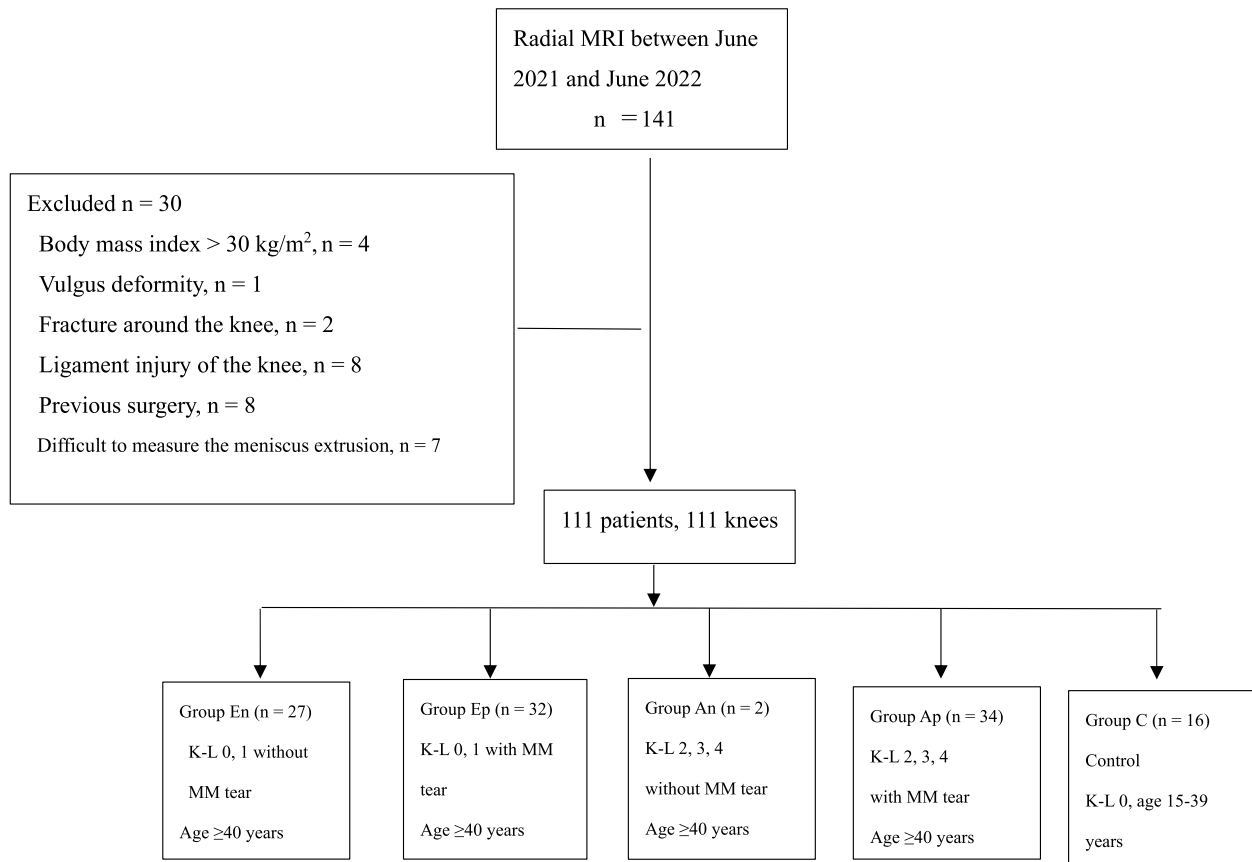 Radial MRI between June
2021 and June 2022
n = 141
Excluded n = 30
Body mass index > 30 kg/m², n = 4
Vulgus deformity, n = 1
Fracture around the knee, n = 2
Ligament injury of the knee, n = 8
Previous surgery, n = 8
Difficult to measure the meniscus extrusion, n = 7
111 patients, 111 knees
Group En (n = 27)
K-L 0, 1 without
MM tear
Age ≥40 years
Group Ep (n = 32)
K-L 0, 1 with MM
tear
Age ≥40 years
Group An (n = 2)
K-L 2, 3, 4
without MM tear
Age ≥40 years
Group Ap (n = 34)
K-L 2, 3, 4
with MM tear
Age ≥40 years
Group C (n = 16)
Control
K-L 0, age 15-39
years